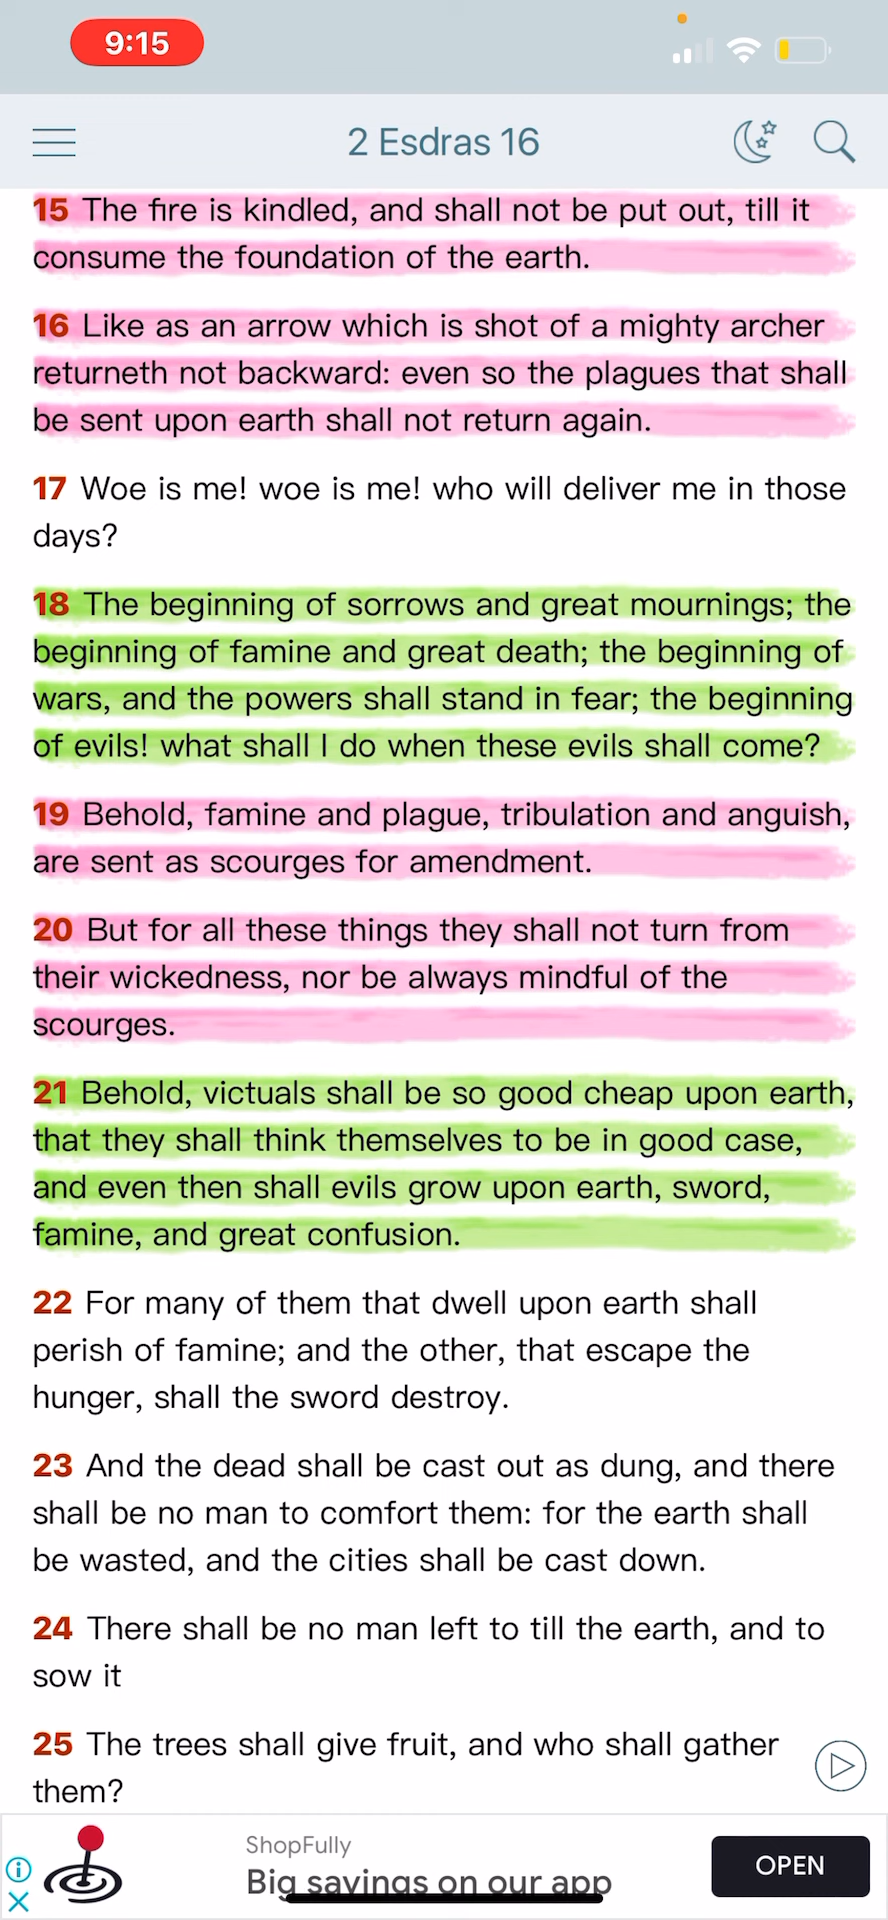 9:15
2 Esdras 16
15 The fire is kindled, and shall not be put out, till it
consume the foundation of the earth.
16 Like as an arrow which is shot of a mighty archer
returneth not backward: even so the plagues that shall
be sent upon earth shall not return again.
17 Woe is me! woe is me! who will deliver me in those
days?
18 The beginning of sorrows and great mournings; the
beginning of famine and great death; the beginning of
wars, and the powers shall stand in fear; the beginning
of evils! what shall I do when these evils shall come?
19 Behold, famine and plague, tribulation and anguish,
are sent as scourges for amendment.
20 But for all these things they shall not turn from
their wickedness, nor be always mindful of the
scourges.
21 Behold, victuals shall be so good cheap upon earth,
that they shall think themselves to be in good case,
and even then shall evils grow upon earth, sword,
famine, and great confusion.
22 For many of them that dwell upon earth shall
perish of famine; and the other, that escape the
hunger, shall the sword destroy.
23 And the dead shall be cast out as dung, and there
shall be no man to comfort them: for the earth shall
be wasted, and the cities shall be cast down.
24 There shall be no man left to till the earth, and to
sow it
25 The trees shall give fruit, and who shall gather
them?
ShopFully
Big savings on our app
OPEN